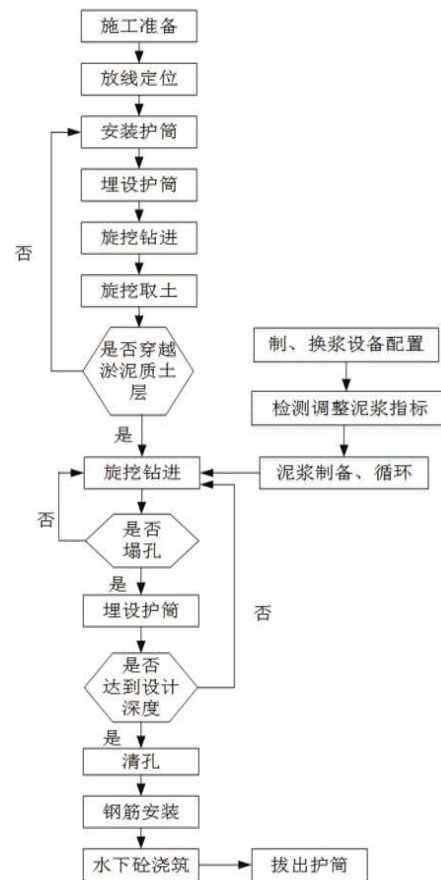 施工准备
放线定位
安装护筒
埋设护筒
旋挖钻进
旋挖取土
否
是否穿越
淤泥质土
层
是
制、换浆设备配置
检测调整泥浆指标
泥浆制备、循环
旋挖钻进
否
是否
塌孔
是
埋设护筒
否
是否
达到设计
深度
是
清孔
钢筋安装
水下砼浇筑
拔出护筒